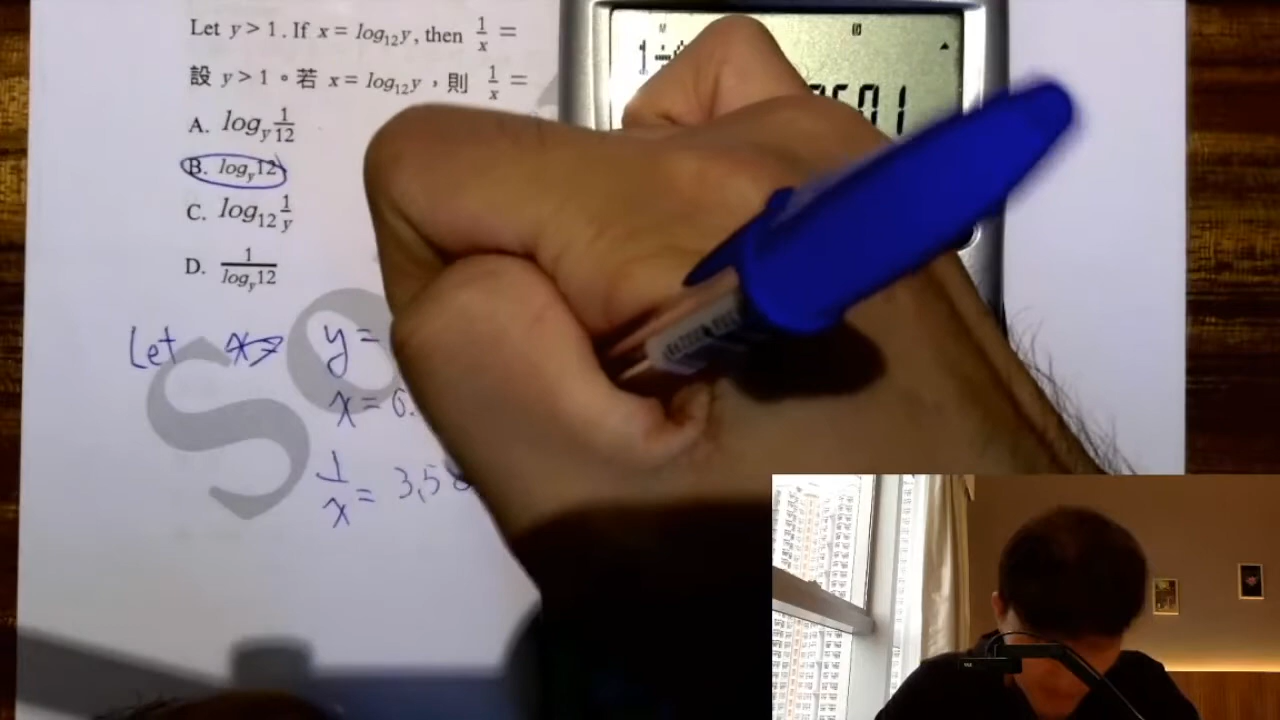 Let y > 1. If x = log₁₂y, then 1/x =
設 y > 1。若 x = log₁₂y，則 1/x =
A. log_y 1/12
B. log_y 12
C. log₁₂ 1/y
D. 1/(log_y 12)
Let y =
x = 0.
1/x = 3.58
1÷